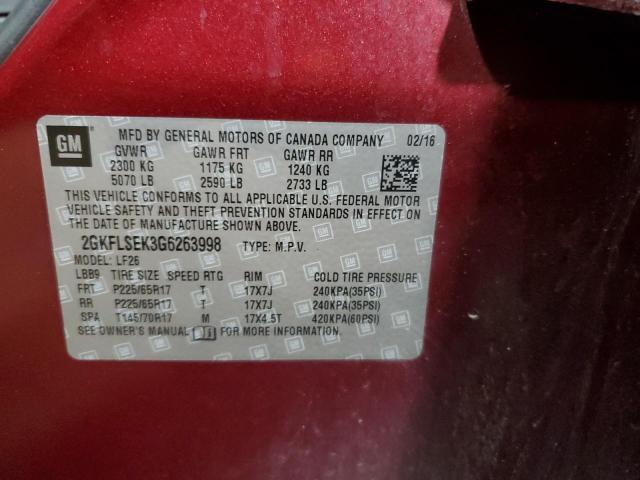 GM MFD BY GENERAL MOTORS OF CANADA COMPANY 02/16
GVWR GAWR FRT GAWR RR
2300 KG 1175 KG 1240 KG
5070 LB 2590 LB 2733 LB
THIS VEHICLE CONFORMS TO ALL APPLICABLE U.S. FEDERAL MOTOR
VEHICLE SAFETY AND THEFT PREVENTION STANDARDS IN EFFECT ON THE
DATE OF MANUFACTURE SHOWN ABOVE.
2GKFLSEK3G6263998 TYPE: M.P.V.
MODEL: LF26
LBB9 TIRE SIZE SPEED RTG RIM COLD TIRE PRESSURE
FRT P225/65R17 T 17X7J 240KPA(35PSI)
RR P225/65R17 T 17X7J 240KPA(35PSI)
SPA T145/70R17 M 17X4.5T 420KPA(60PSI)
SEE OWNER'S MANUAL FOR MORE INFORMATION.